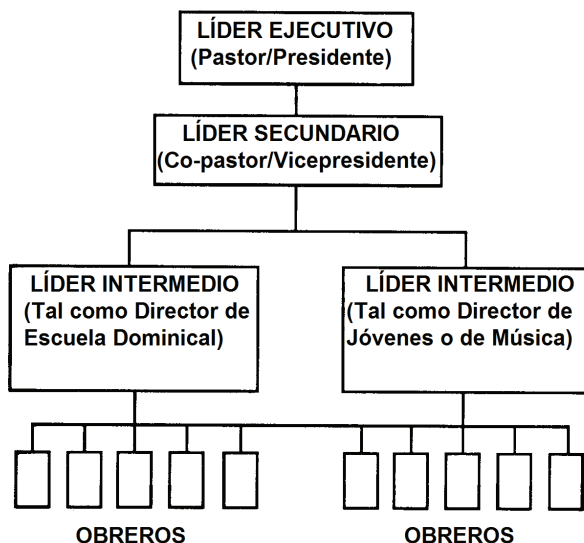 LÍDER EJECUTIVO
(Pastor/Presidente)
LÍDER SECUNDARIO
(Co-pastor/Vicepresidente)
LÍDER INTERMEDIO
(Tal como Director de
Escuela Dominical)
LÍDER INTERMEDIO
(Tal como Director de
Jóvenes o de Música)
OBREROS
OBREROS